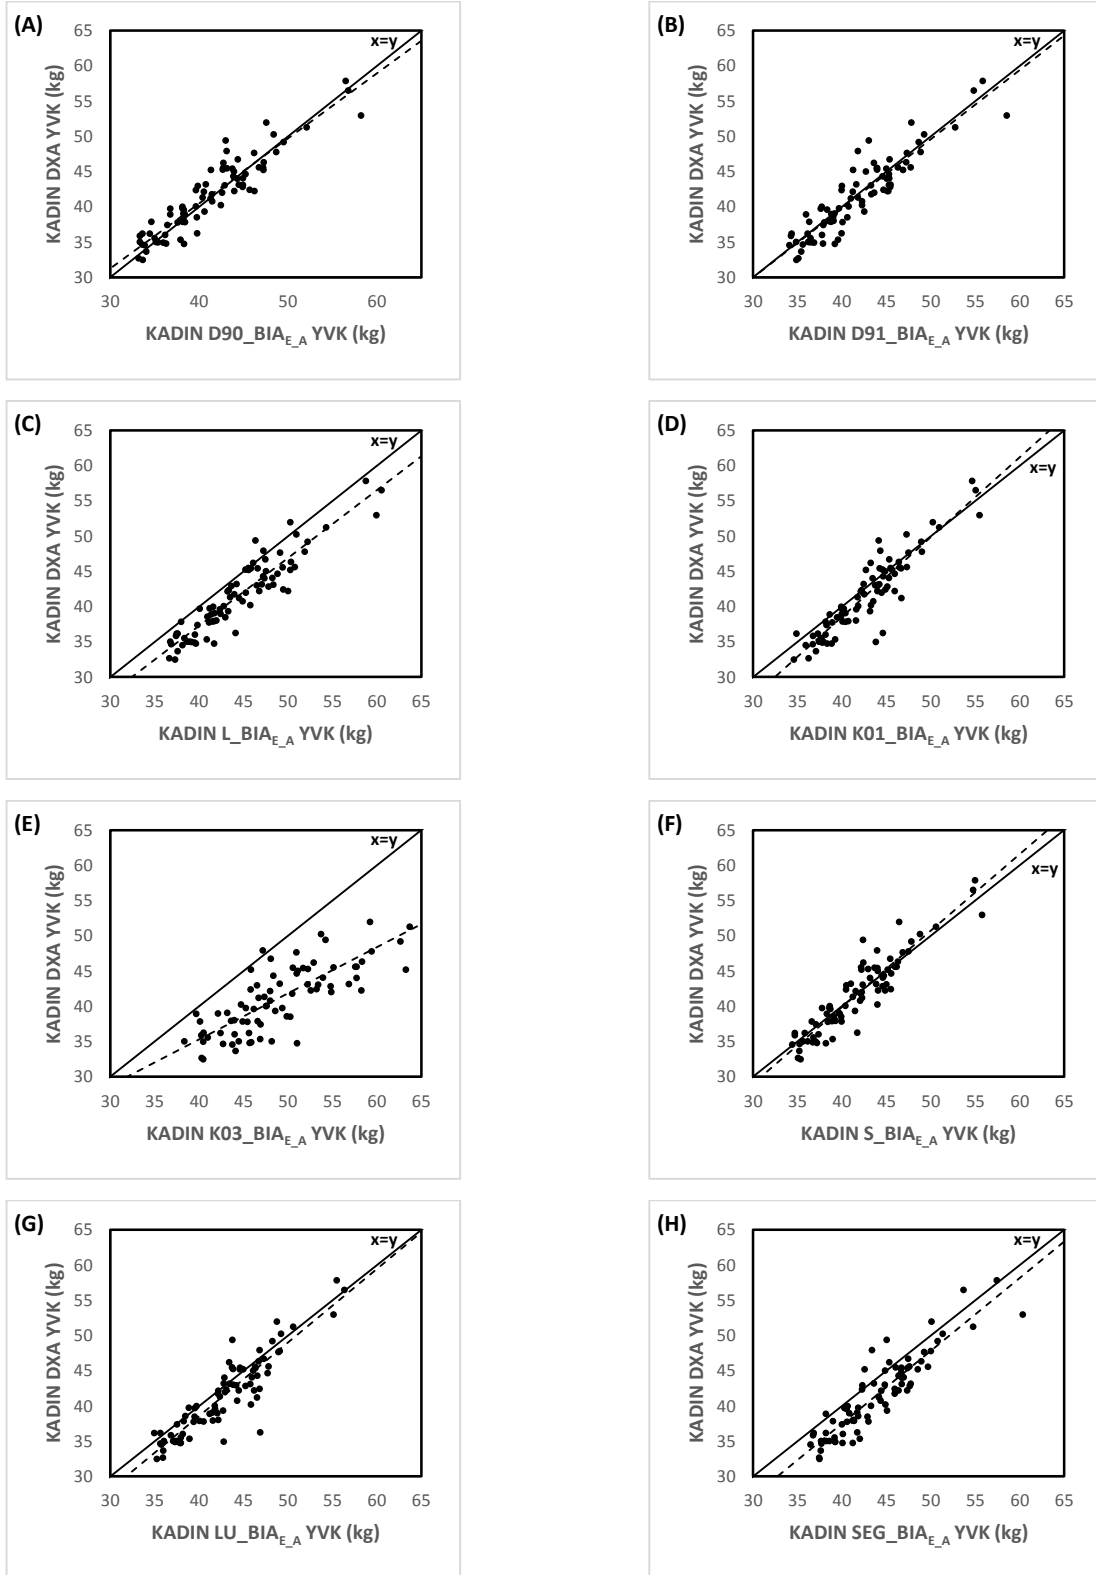 (A)
65
60
55
50
45
40
35
30
KADIN DXA YVK (kg)
x=y
30 40 50 60
KADIN D90_BIAE_A YVK (kg)
(B)
65
60
55
50
45
40
35
30
KADIN DXA YVK (kg)
x=y
30 35 40 45 50 55 60 65
KADIN D91_BIAE_A YVK (kg)
(C)
65
60
55
50
45
40
35
30
KADIN DXA YVK (kg)
x=y
30 35 40 45 50 55 60 65
KADIN L_BIAE_A YVK (kg)
(D)
65
60
55
50
45
40
35
30
KADIN DXA YVK (kg)
x=y
30 35 40 45 50 55 60 65
KADIN K01_BIAE_A YVK (kg)
(E)
65
60
55
50
45
40
35
30
KADIN DXA YVK (kg)
x=y
30 35 40 45 50 55 60 65
KADIN K03_BIAE_A YVK (kg)
(F)
65
60
55
50
45
40
35
30
KADIN DXA YVK (kg)
x=y
30 35 40 45 50 55 60 65
KADIN S_BIAE_A YVK (kg)
(G)
65
60
55
50
45
40
35
30
KADIN DXA YVK (kg)
x=y
30 35 40 45 50 55 60 65
KADIN LU_BIAE_A YVK (kg)
(H)
65
60
55
50
45
40
35
30
KADIN DXA YVK (kg)
x=y
30 35 40 45 50 55 60 65
KADIN SEG_BIAE_A YVK (kg)